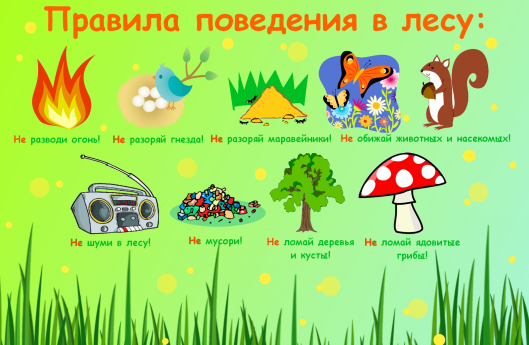 Правила поведения в лесу:
Не разводи огонь! Не разоряй гнезда! Не разоряй маравейники! Не обижай животных и насекомых!
Не шуми в лесу! Не мусори! Не ломай деревья Не ломай ядовитые
и кусты! грибы!